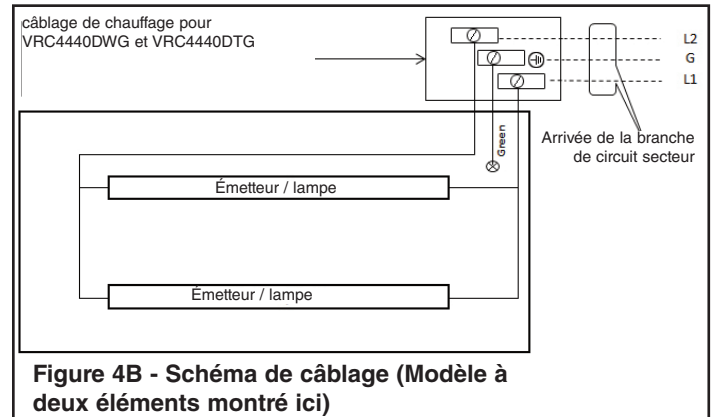 câblage de chauffage pour
VRC4440DWG et VRC4440DTG
L2
G
L1
Green
Arrivée de la branche
de circuit secteur
Émetteur / lampe
Émetteur / lampe
Figure 4B - Schéma de câblage (Modèle à
deux éléments montré ici)